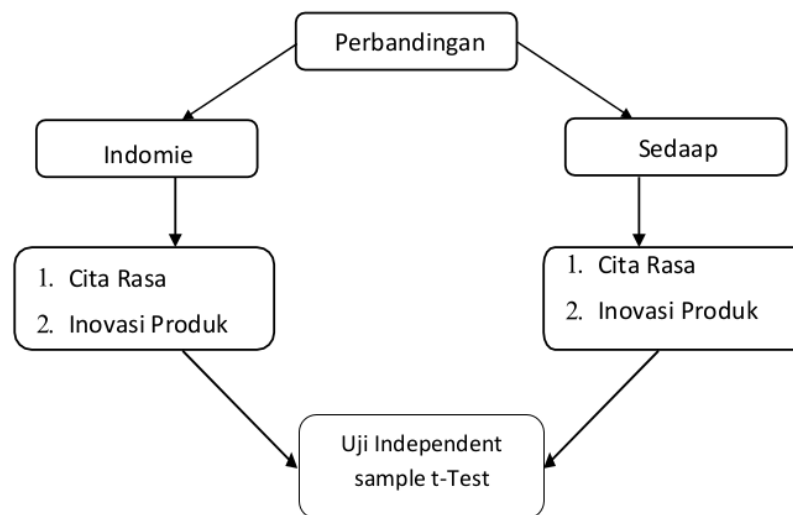 Perbandingan
Indomie
Sedaap
1. Cita Rasa
2. Inovasi Produk
1. Cita Rasa
2. Inovasi Produk
Uji Independent
sample t-Test